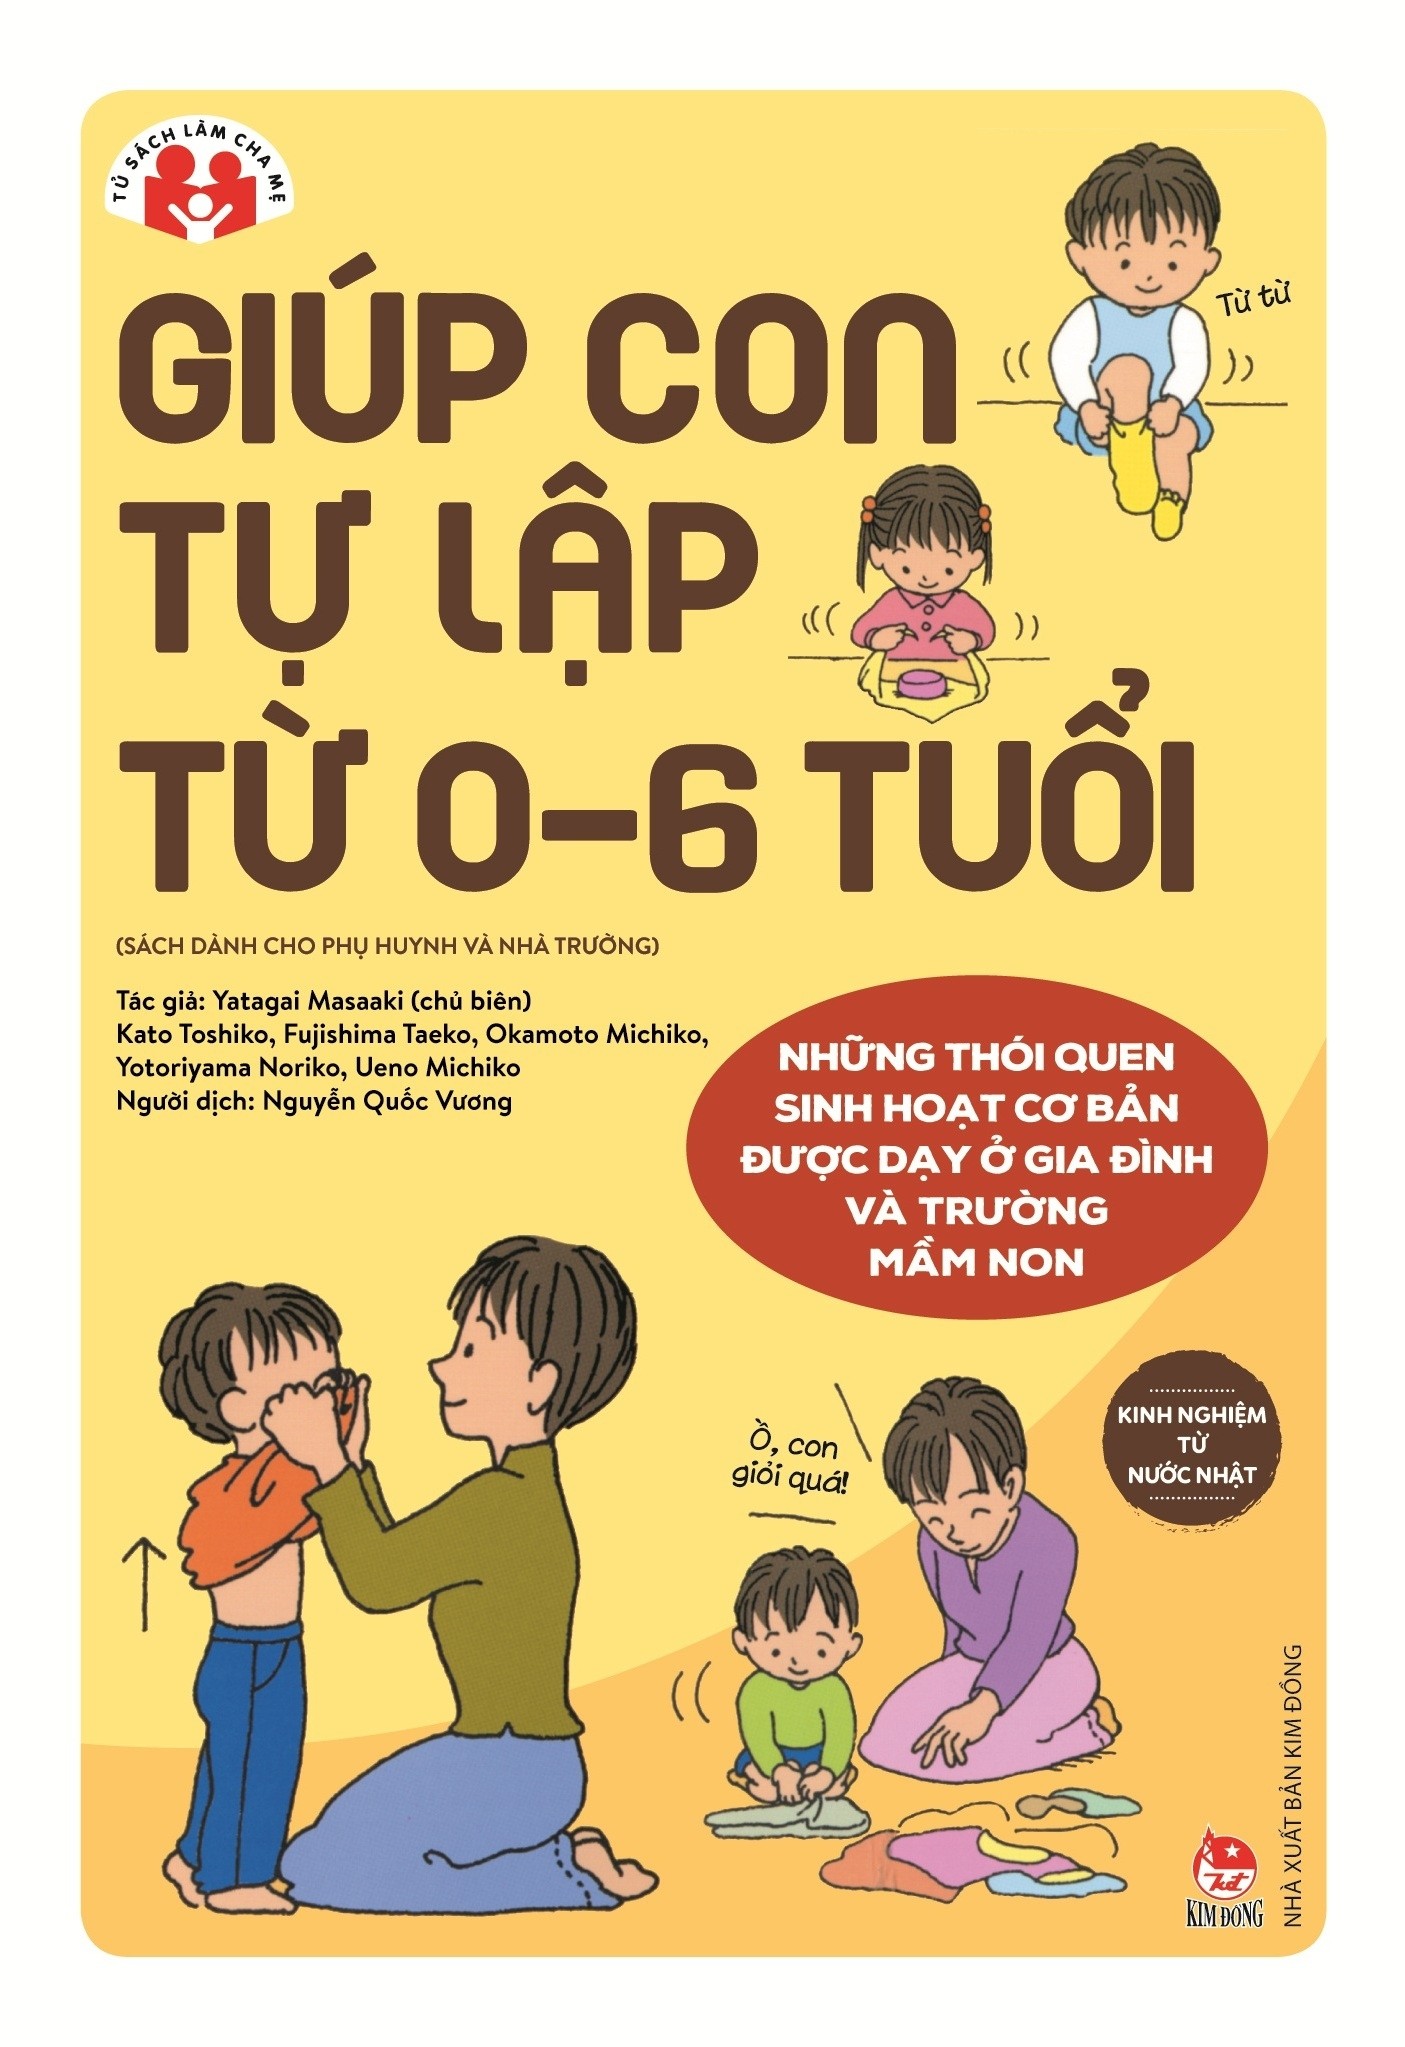 TỦ SÁCH LÀM CHA MẸ
GIÚP CON
Từ từ
TỰ LẬP
TỪ 0-6 TUỔI
(SÁCH DÀNH CHO PHỤ HUYNH VÀ NHÀ TRƯỜNG)
Tác giả: Yatagai Masaaki (chủ biên)
Kato Toshiko, Fujishima Taeko, Okamoto Michiko,
Yotoriyama Noriko, Ueno Michiko
Người dịch: Nguyễn Quốc Vương
NHỮNG THÓI QUEN
SINH HOẠT CƠ BẢN
ĐƯỢC DẠY Ở GIA ĐÌNH
VÀ TRƯỜNG
MẦM NON
KINH NGHIỆM
TỪ
NƯỚC NHẬT
Ồ, con
giỏi quá!
NHÀ XUẤT BẢN KIM ĐỒNG
Kđ
KIM ĐỒNG